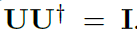 𝐔𝐔† = 𝐈.